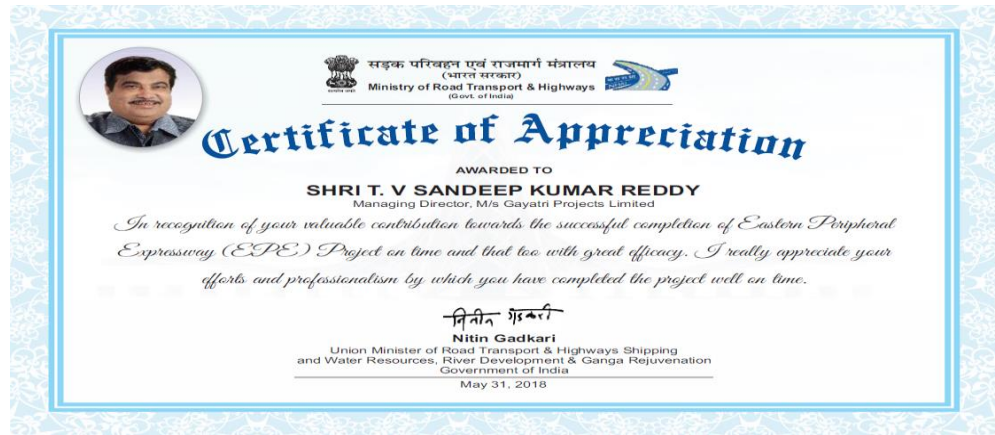 सड़क परिवहन एवं राजमार्ग मंत्रालय
(भारत सरकार)
Ministry of Road Transport & Highways
(Govt. of India)
Certificate of Appreciation
AWARDED TO
SHRI T. V SANDEEP KUMAR REDDY
Managing Director, M/s Gayatri Projects Limited
In recognition of your valuable contribution towards the successful completion of Eastern Peripheral
Expressway (EPE) Project on time and that too with great efficacy. I really appreciate your
efforts and professionalism by which you have completed the project well on time.
नितीन गडकरी
Nitin Gadkari
Union Minister of Road Transport & Highways Shipping
and Water Resources, River Development & Ganga Rejuvenation
Government of India
May 31, 2018